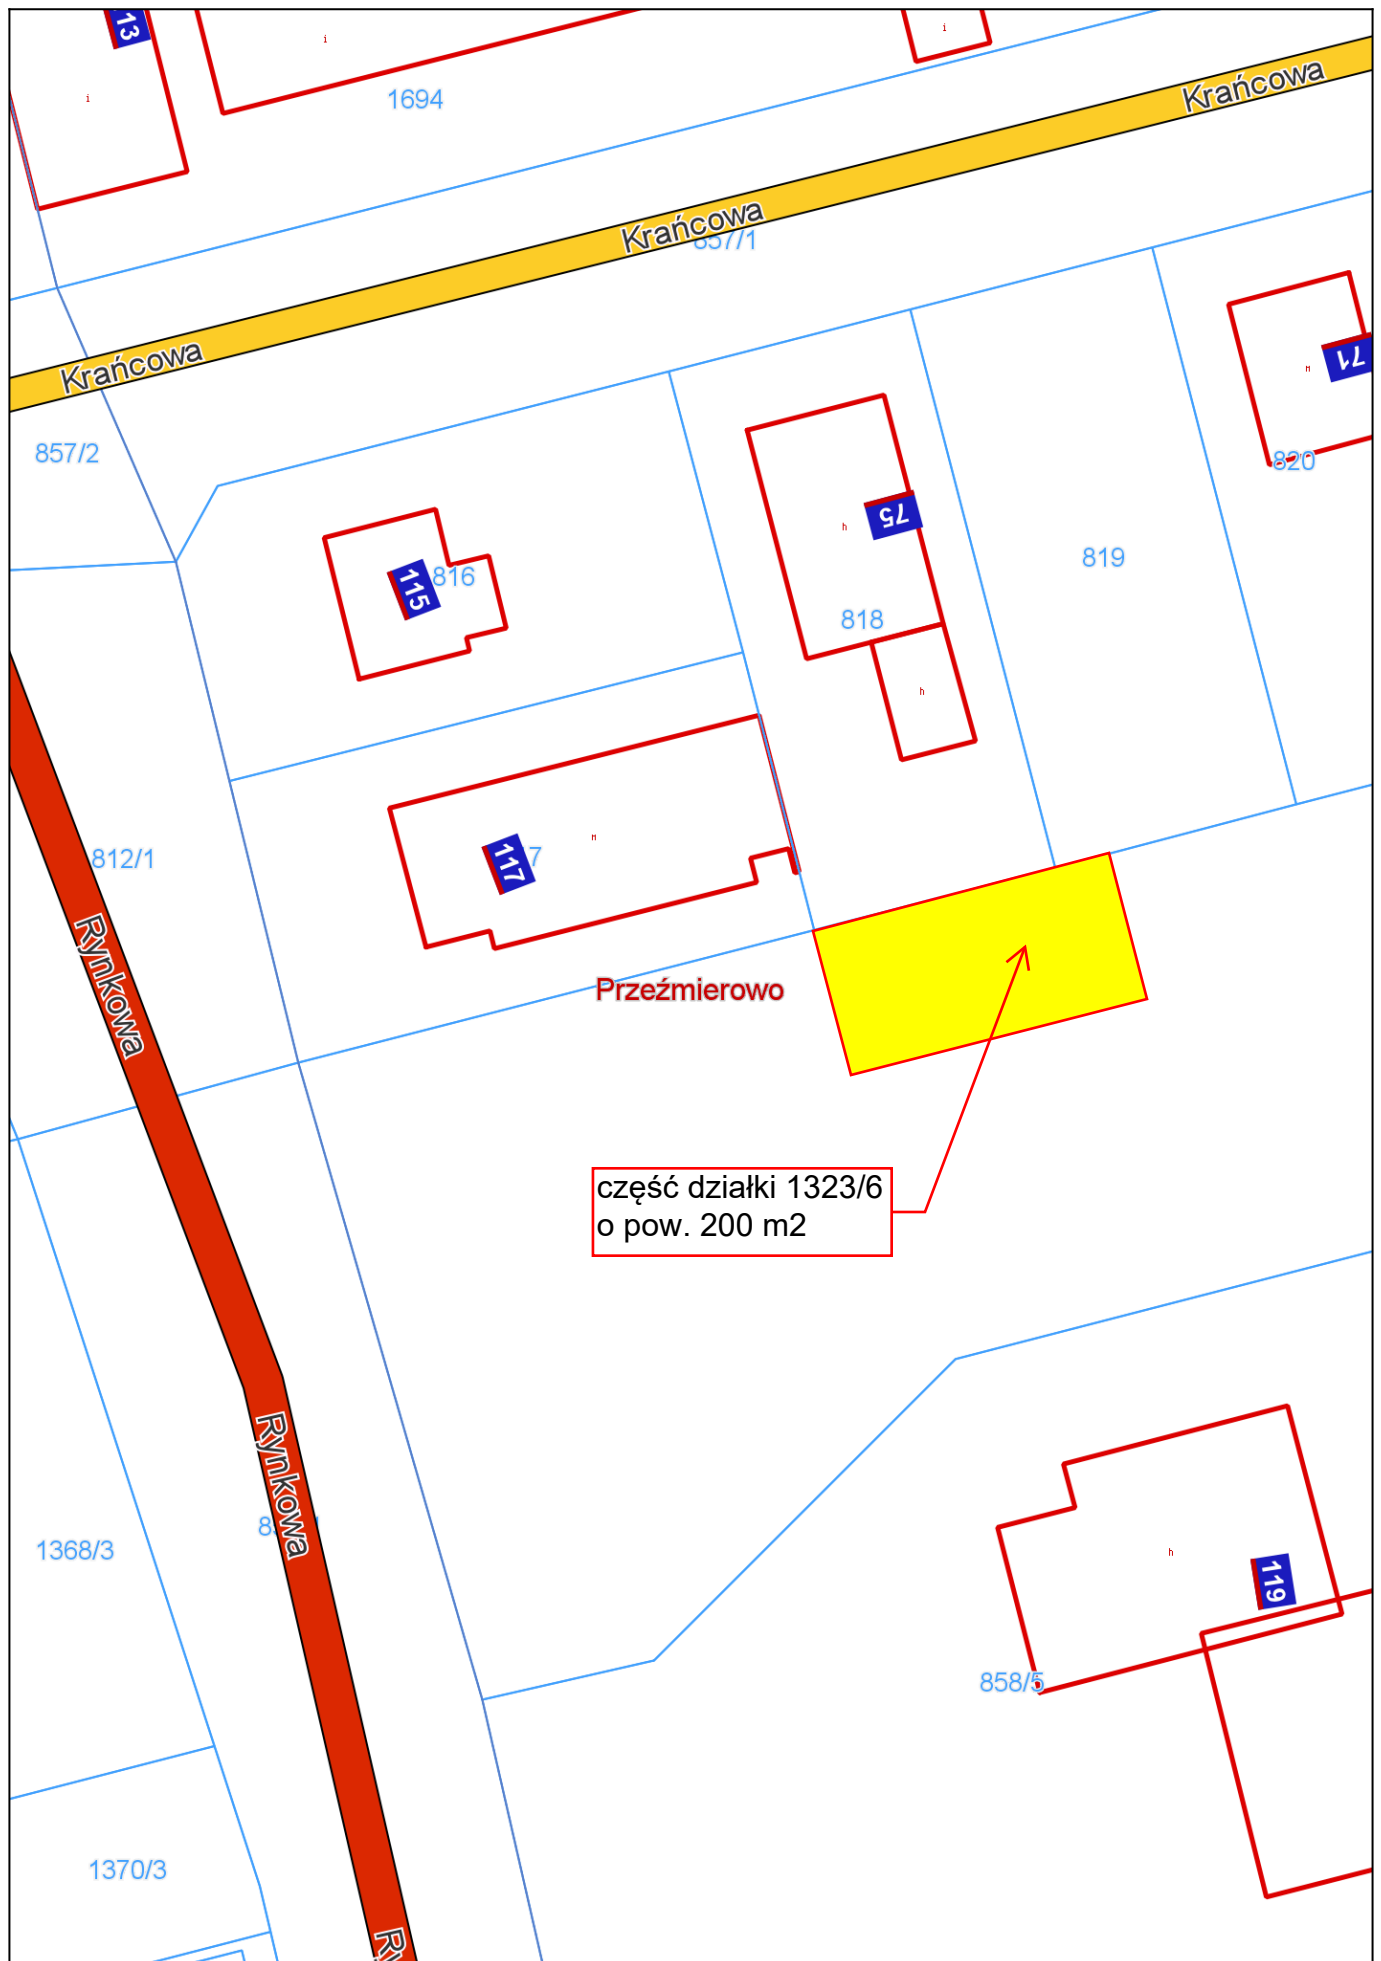 13
i
i
i
1694
Krańcowa
Krańcowa
857/1
Krańcowa
71
M
857/2
820
75
h
819
115
816
818
h
M
117
7
812/1
Rynkowa
Przeźmierowo
część działki 1323/6
o pow. 200 m2
Rynkowa
1368/3
h
119
858/5
1370/3